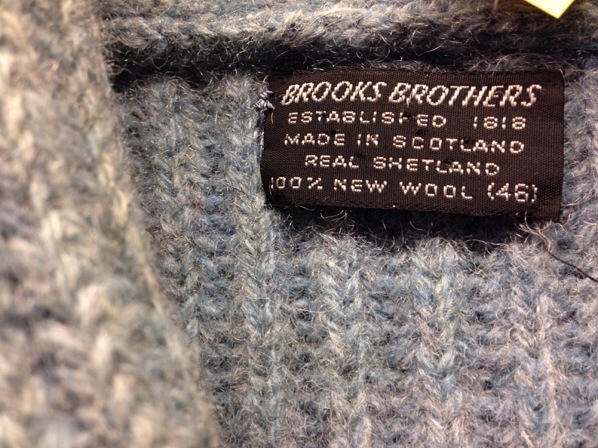 BROOKS BROTHERS
ESTABLISHED 1818
MADE IN SCOTLAND
REAL SHETLAND
100% NEW WOOL (46)